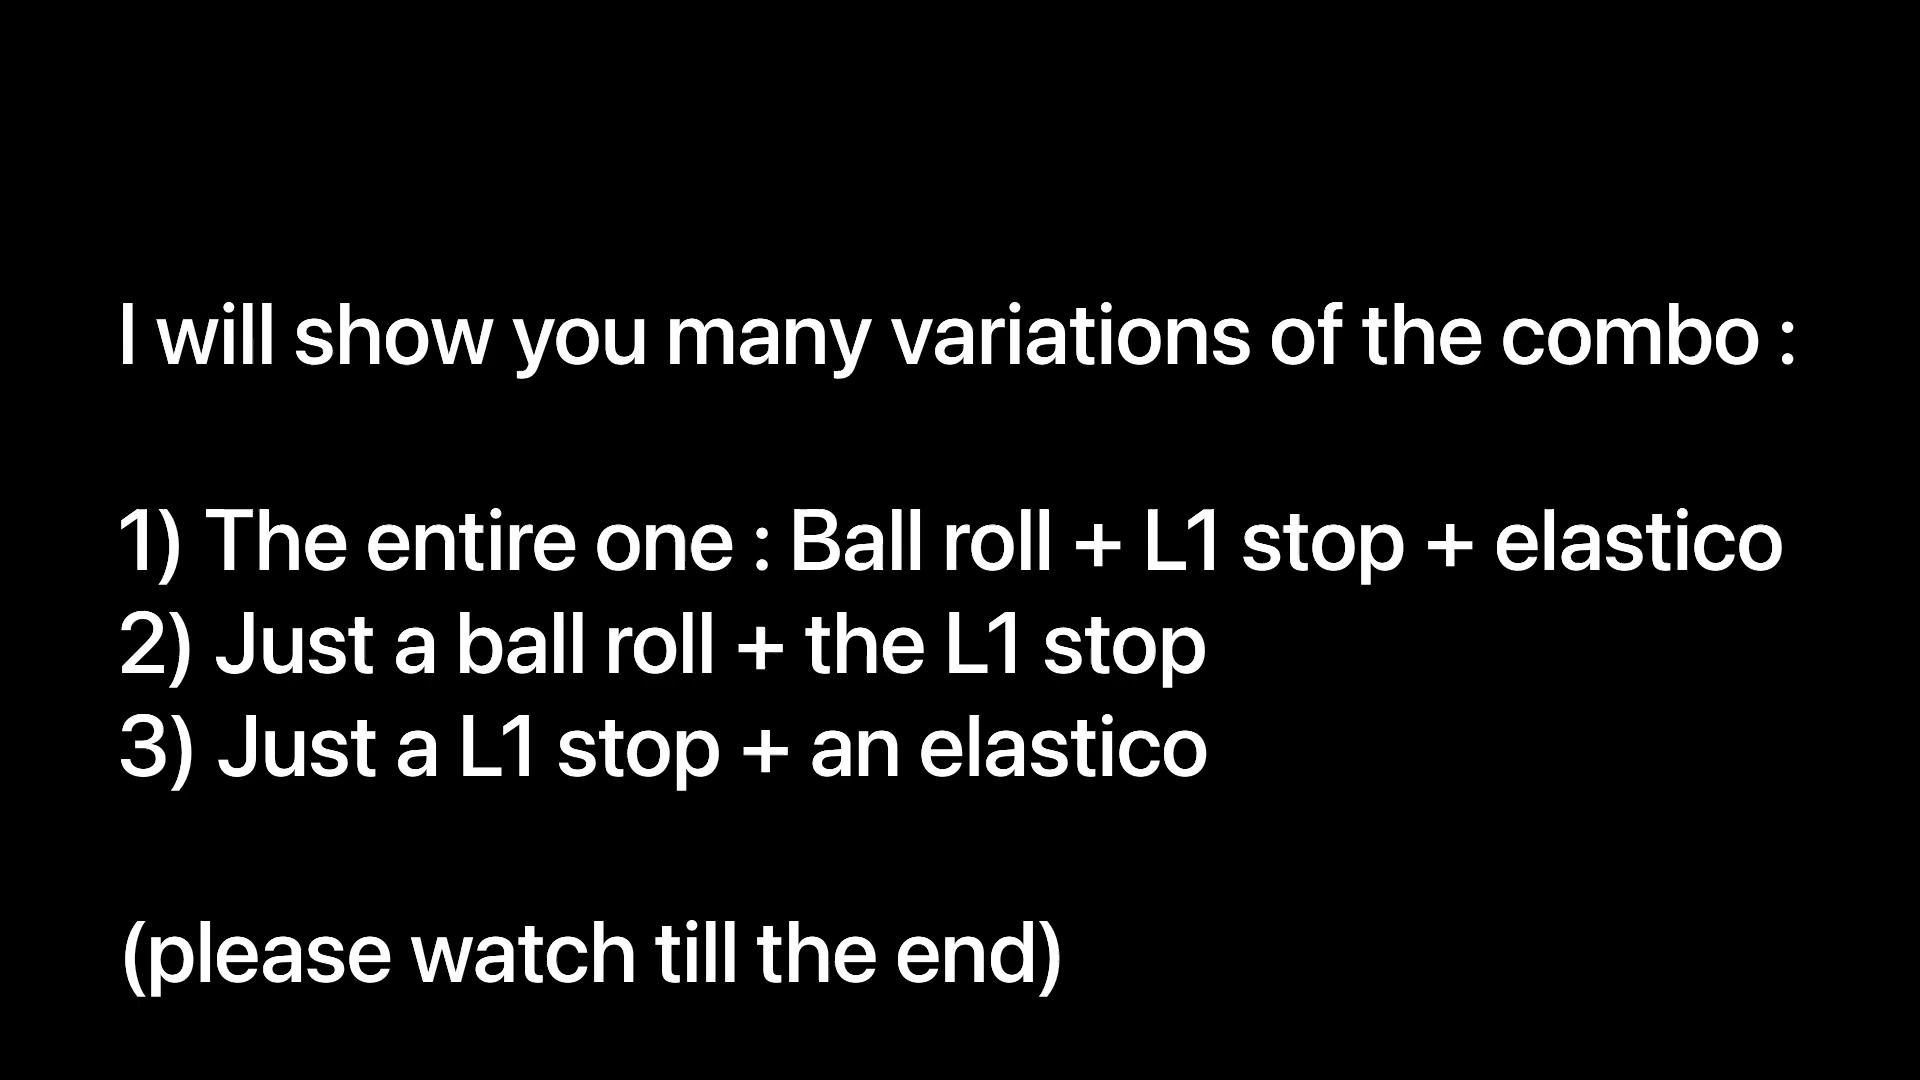 I will show you many variations of the combo :
1) The entire one : Ball roll + L1 stop + elastico
2) Just a ball roll + the L1 stop
3) Just a L1 stop + an elastico
(please watch till the end)